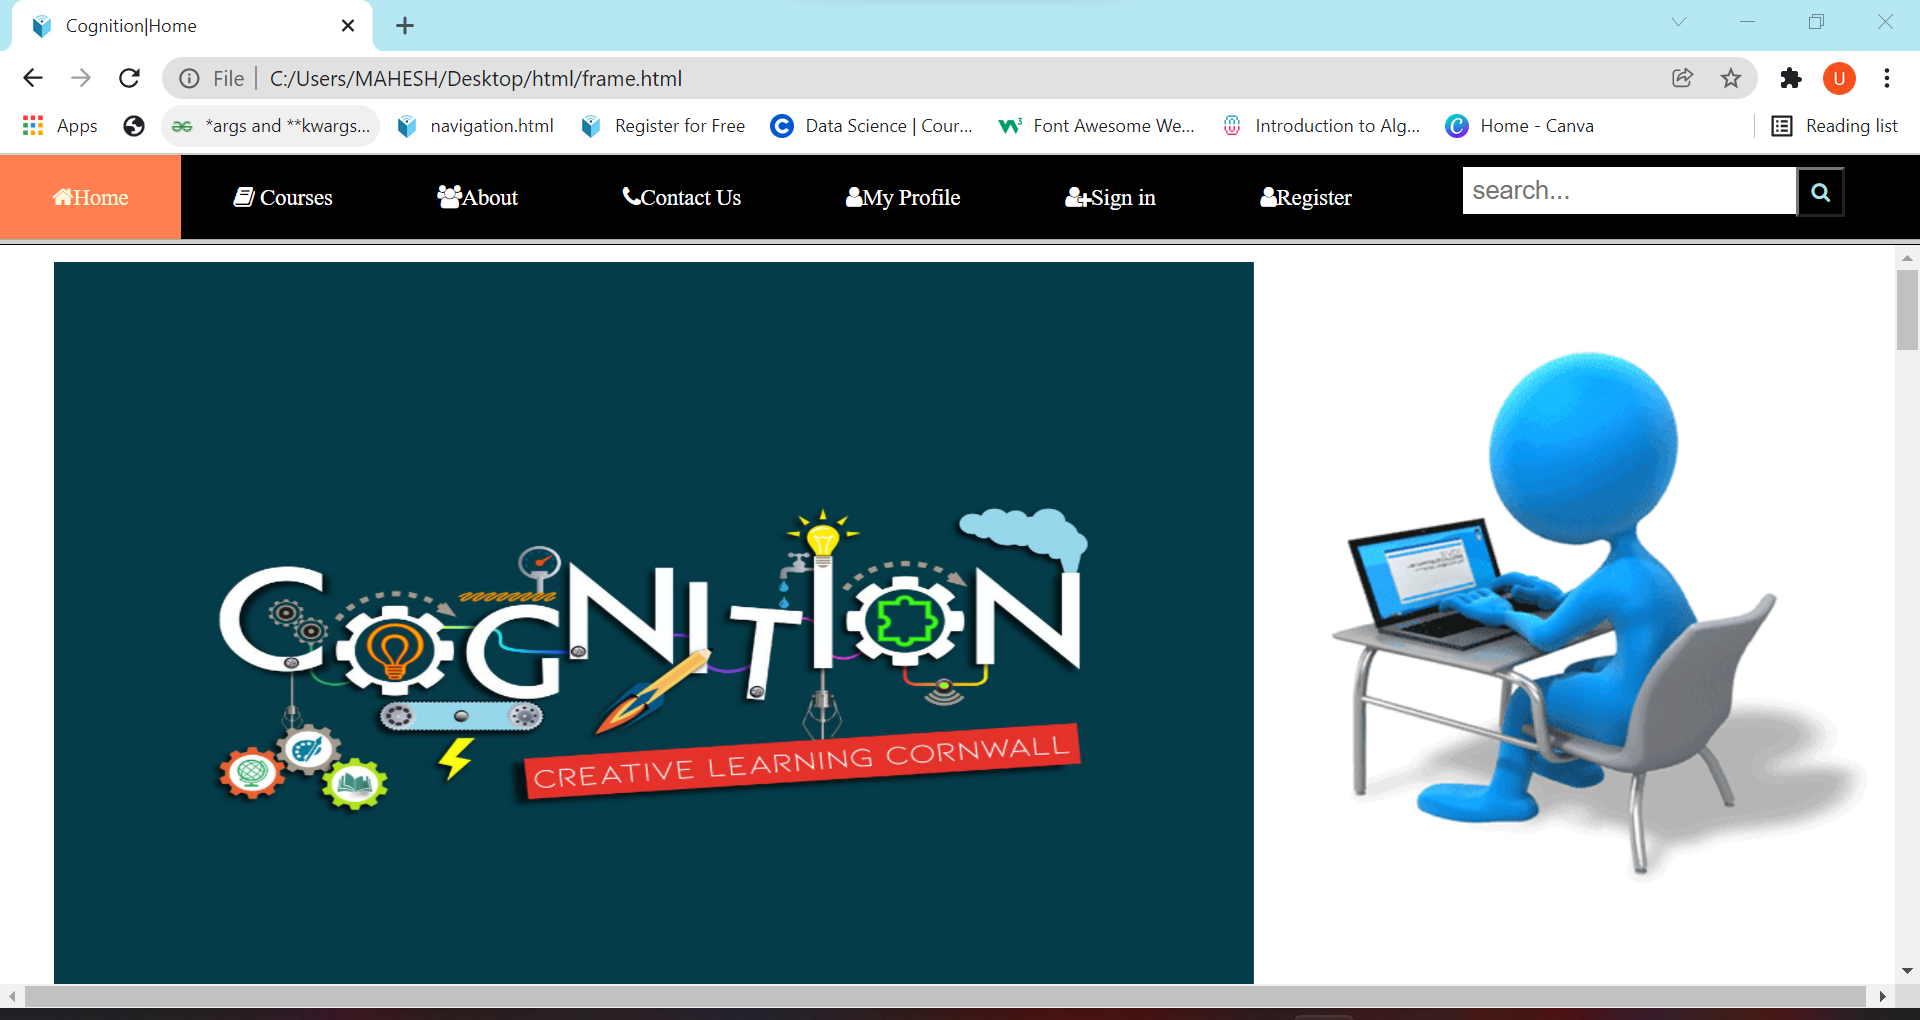 Cognition|Home
File C:/Users/MAHESH/Desktop/html/frame.html U
Apps *args and **kwargs... navigation.html Register for Free Data Science | Cour... Font Awesome We... Introduction to Alg... Home - Canva Reading list
Home Courses About Contact Us My Profile Sign in Register search...
COGNITION
CREATIVE LEARNING CORNWALL